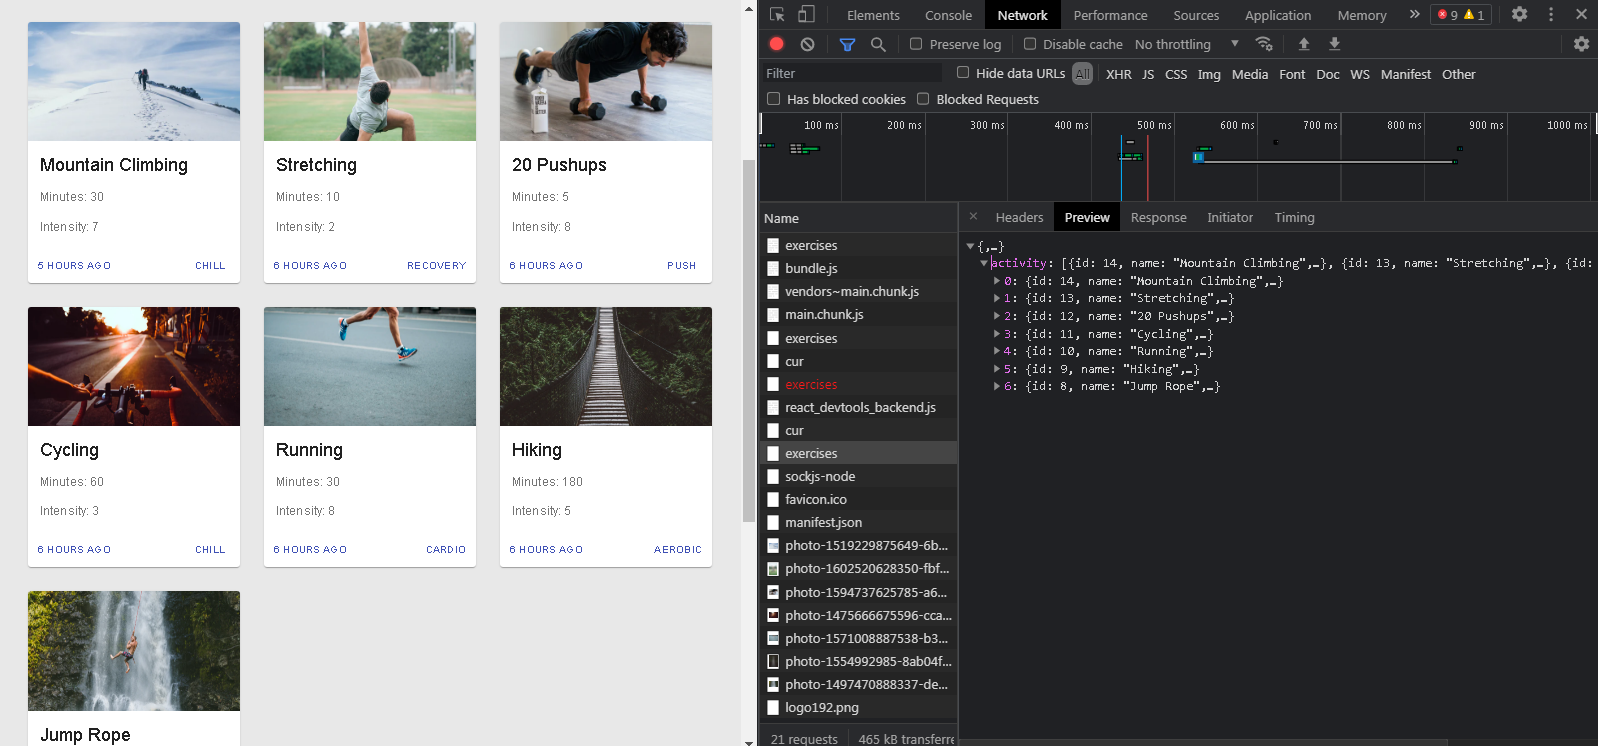 Mountain Climbing
Minutes: 30
Intensity: 7
5 HOURS AGO CHILL
Stretching
Minutes: 10
Intensity: 2
6 HOURS AGO RECOVERY
20 Pushups
Minutes: 5
Intensity: 8
6 HOURS AGO PUSH
Cycling
Minutes: 60
Intensity: 3
6 HOURS AGO CHILL
Running
Minutes: 30
Intensity: 8
6 HOURS AGO CARDIO
Hiking
Minutes: 180
Intensity: 5
6 HOURS AGO AEROBIC
Jump Rope
Elements Console Network Performance Sources Application Memory » 9 1
Preserve log Disable cache No throttling
Filter Hide data URLs All XHR JS CSS Img Media Font Doc WS Manifest Other
Has blocked cookies Blocked Requests
100 ms 200 ms 300 ms 400 ms 500 ms 600 ms 700 ms 800 ms 900 ms 1000 ms
Name
exercises
bundle.js
vendors~main.chunk.js
main.chunk.js
exercises
cur
exercises
react_devtools_backend.js
cur
exercises
sockjs-node
favicon.ico
manifest.json
photo-1519229875649-6b...
photo-1602520628350-fbf...
photo-1594737625785-a6...
photo-1475666675596-cca...
photo-1571008887538-b3...
photo-1554992985-8ab04f...
photo-1497470888337-de...
logo192.png
21 requests 465 kB transferre
× Headers Preview Response Initiator Timing
{,…}
activity: [{id: 14, name: "Mountain Climbing",…}, {id: 13, name: "Stretching",…}, {id:
0: {id: 14, name: "Mountain Climbing",…}
1: {id: 13, name: "Stretching",…}
2: {id: 12, name: "20 Pushups",…}
3: {id: 11, name: "Cycling",…}
4: {id: 10, name: "Running",…}
5: {id: 9, name: "Hiking",…}
6: {id: 8, name: "Jump Rope",…}